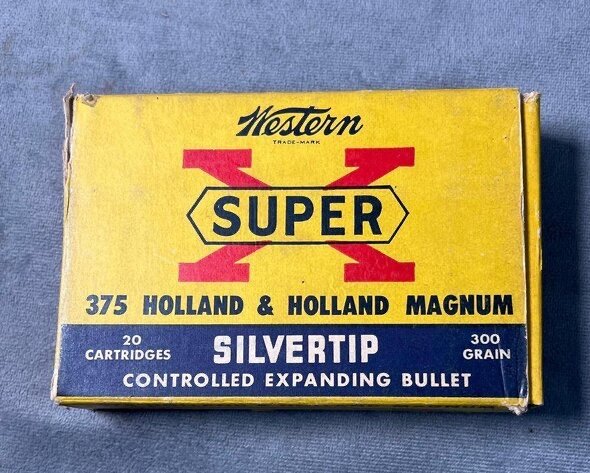 Western
TRADE-MARK
X
SUPER
375 HOLLAND & HOLLAND MAGNUM
20
CARTRIDGES
SILVERTIP
300
GRAIN
CONTROLLED EXPANDING BULLET